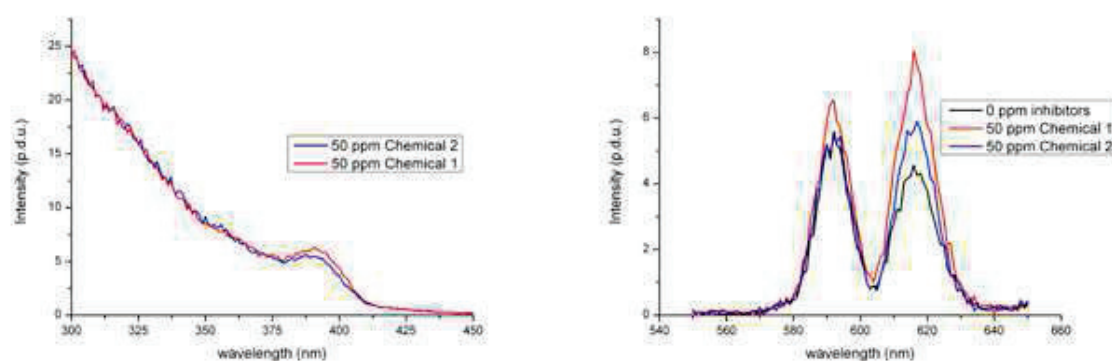 25
20
15
10
5
0
Intensity (p.d.u.)
50 ppm Chemical 2
50 ppm Chemical 1
300 325 350 375 400 425 450
wavelength (nm)
8
6
4
2
0
Intensity (p.d.u.)
0 ppm inhibitors
50 ppm Chemical 1
50 ppm Chemical 2
540 560 580 600 620 640 660
wavelength (nm)